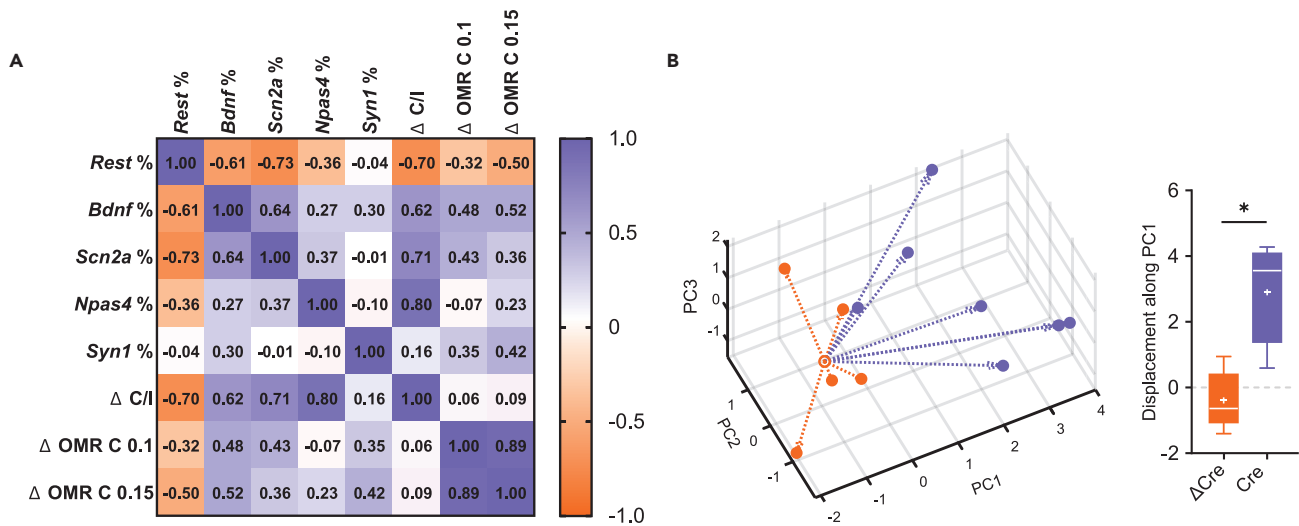 A
Rest %
Bdnf %
Scn2a %
Npas4 %
Syn1 %
Δ C/I
Δ OMR C 0.1
Δ OMR C 0.15
Rest % 1.00 -0.61 -0.73 -0.36 -0.04 -0.70 -0.32 -0.50
Bdnf % -0.61 1.00 0.64 0.27 0.30 0.62 0.48 0.52
Scn2a % -0.73 0.64 1.00 0.37 -0.01 0.71 0.43 0.36
Npas4 % -0.36 0.27 0.37 1.00 -0.10 0.80 -0.07 0.23
Syn1 % -0.04 0.30 -0.01 -0.10 1.00 0.16 0.35 0.42
Δ C/I -0.70 0.62 0.71 0.80 0.16 1.00 0.06 0.09
Δ OMR C 0.1 -0.32 0.48 0.43 -0.07 0.35 0.06 1.00 0.89
Δ OMR C 0.15 -0.50 0.52 0.36 0.23 0.42 0.09 0.89 1.00
1.0
0.5
0
-0.5
-1.0
B
PC3
2
1
0
-1
PC2
1
0
-1
-2
-1
0
1
2
3
4
PC1
Displacement along PC1
6
4
2
0
-2
*
ΔCre
Cre